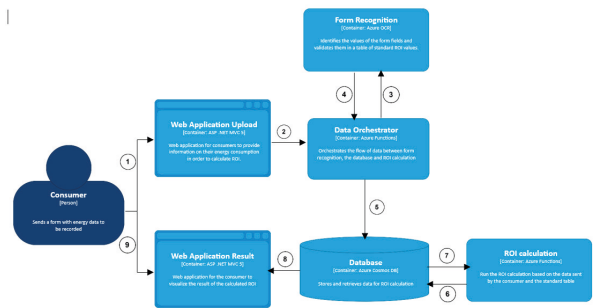 Form Recognition
[Container: Azure OCR]
Identifies the values of the form fields and
validates them in a table of standard ROI values
4
3
Web Application Upload
[Container: ASP .NET MVC 5]
Web application for consumers to provide
information on their energy consumption
in order to calculate ROI.
2
Data Orchestrator
[Container: Azure Functions]
Orchestrates the flow of data between form
recognition, the database and ROI calculation
1
Consumer
[Person]
Sends a form with energy data to
be recorded
5
9
Web Application Result
[Container: ASP .NET MVC 5]
Web application for the consumer to
visualize the result of the calculated ROI
8
Database
[Container: Azure Cosmos DB]
Stores and retrieves data for ROI calculation
7
6
ROI calculation
[Container: Azure Functions]
Run the ROI calculation based on the data sent
by the consumer and the standard table